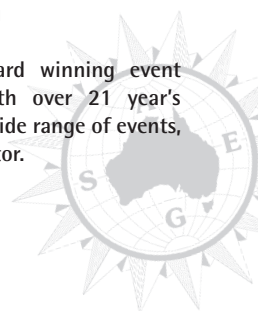 ard winning event
th over 21 year's
ide range of events,
tor.
S
E
G